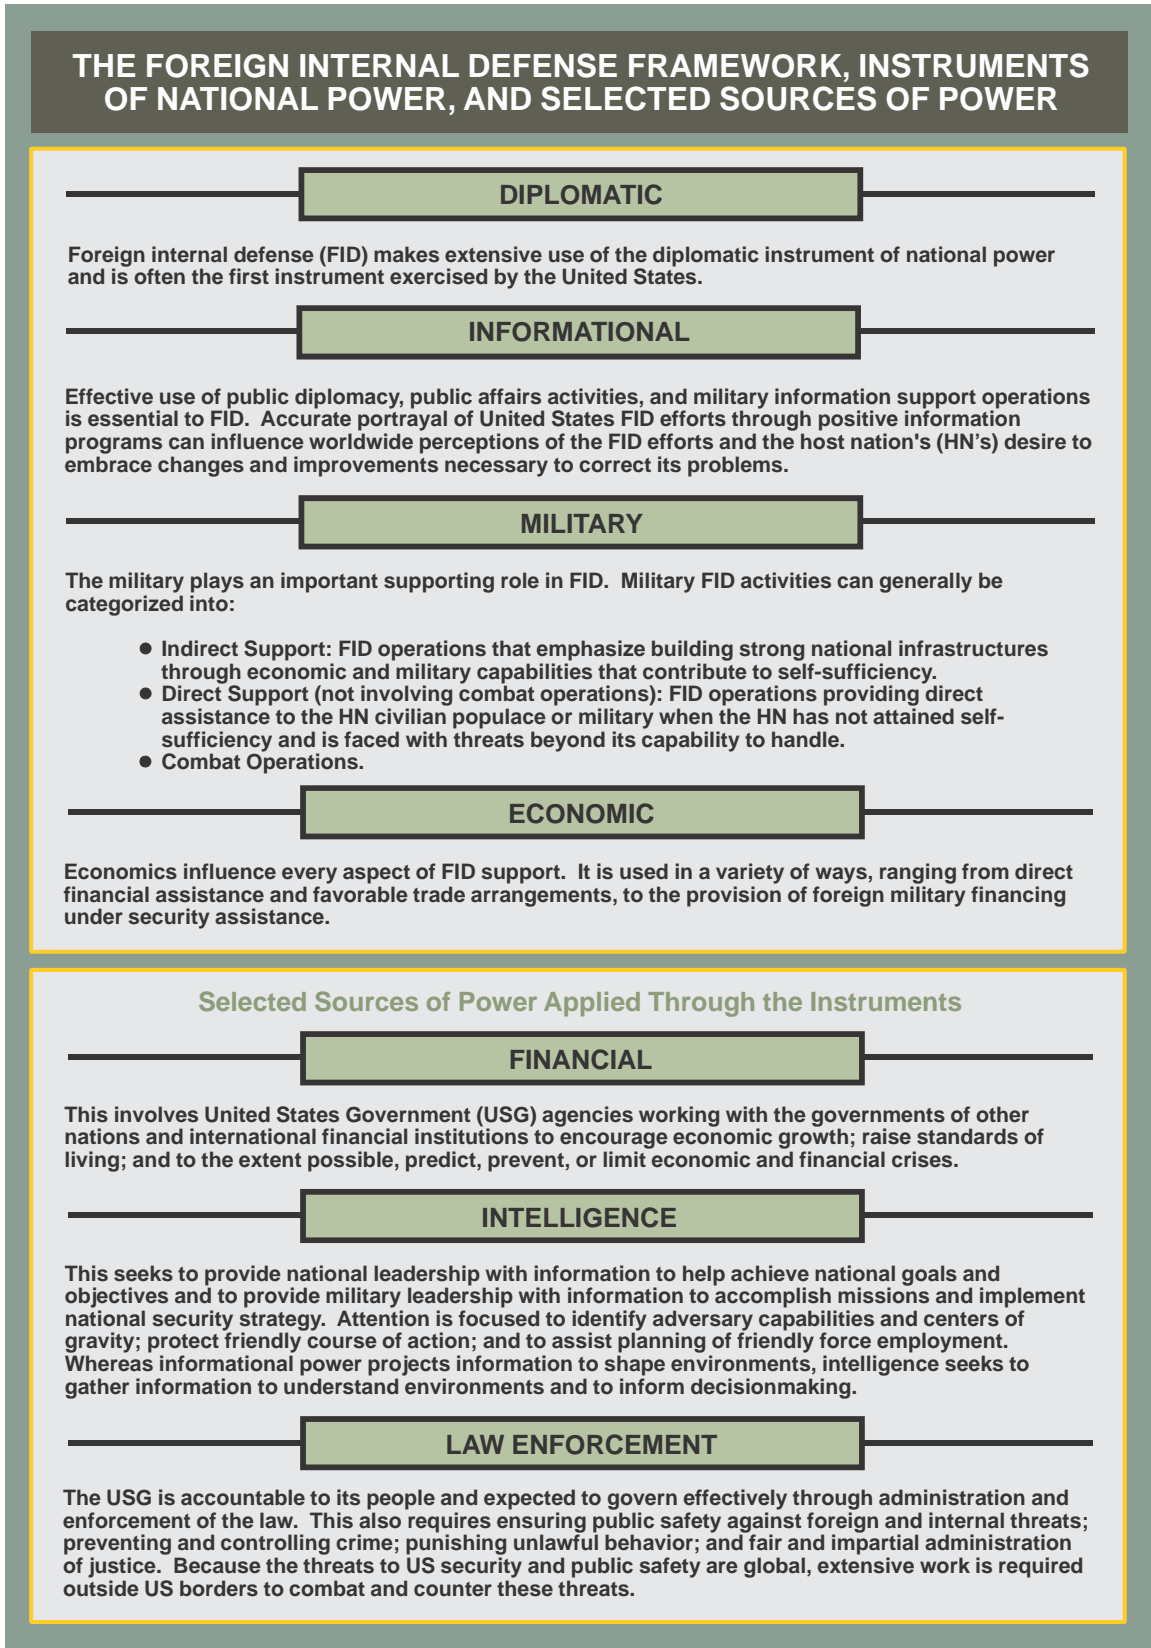 THE FOREIGN INTERNAL DEFENSE FRAMEWORK, INSTRUMENTS
OF NATIONAL POWER, AND SELECTED SOURCES OF POWER
DIPLOMATIC
Foreign internal defense (FID) makes extensive use of the diplomatic instrument of national power
and is often the first instrument exercised by the United States.
INFORMATIONAL
Effective use of public diplomacy, public affairs activities, and military information support operations
is essential to FID.  Accurate portrayal of United States FID efforts through positive information
programs can influence worldwide perceptions of the FID efforts and the host nation's (HN’s) desire to
embrace changes and improvements necessary to correct its problems.
MILITARY
The military plays an important supporting role in FID.  Military FID activities can generally be
categorized into:
● Indirect Support: FID operations that emphasize building strong national infrastructures
through economic and military capabilities that contribute to self-sufficiency.
● Direct Support (not involving combat operations): FID operations providing direct
assistance to the HN civilian populace or military when the HN has not attained self-
sufficiency and is faced with threats beyond its capability to handle.
● Combat Operations.
ECONOMIC
Economics influence every aspect of FID support.  It is used in a variety of ways, ranging from direct
financial assistance and favorable trade arrangements, to the provision of foreign military financing
under security assistance.
Selected Sources of Power Applied Through the Instruments
FINANCIAL
This involves United States Government (USG) agencies working with the governments of other
nations and international financial institutions to encourage economic growth; raise standards of
living; and to the extent possible, predict, prevent, or limit economic and financial crises.
INTELLIGENCE
This seeks to provide national leadership with information to help achieve national goals and
objectives and to provide military leadership with information to accomplish missions and implement
national security strategy.  Attention is focused to identify adversary capabilities and centers of
gravity; protect friendly course of action; and to assist planning of friendly force employment.
Whereas informational power projects information to shape environments, intelligence seeks to
gather information to understand environments and to inform decisionmaking.
LAW ENFORCEMENT
The USG is accountable to its people and expected to govern effectively through administration and
enforcement of the law.  This also requires ensuring public safety against foreign and internal threats;
preventing and controlling crime; punishing unlawful behavior; and fair and impartial administration
of justice.  Because the threats to US security and public safety are global, extensive work is required
outside US borders to combat and counter these threats.